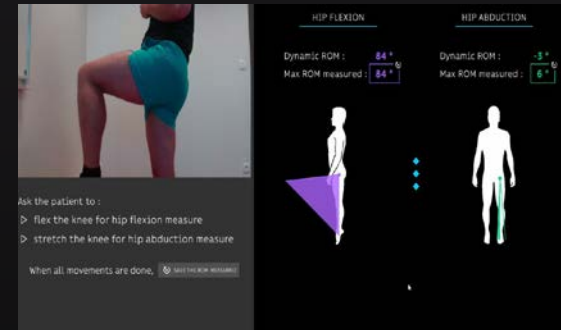 Ask the patient to :
▷ flex the knee for hip flexion measure
▷ stretch the knee for hip abduction measure
When all movements are done, SAVE THE ROM MEASURED
HIP FLEXION
Dynamic ROM : 84 °
Max ROM measured : 84 °
HIP ABDUCTION
Dynamic ROM : -3 °
Max ROM measured : 6 °